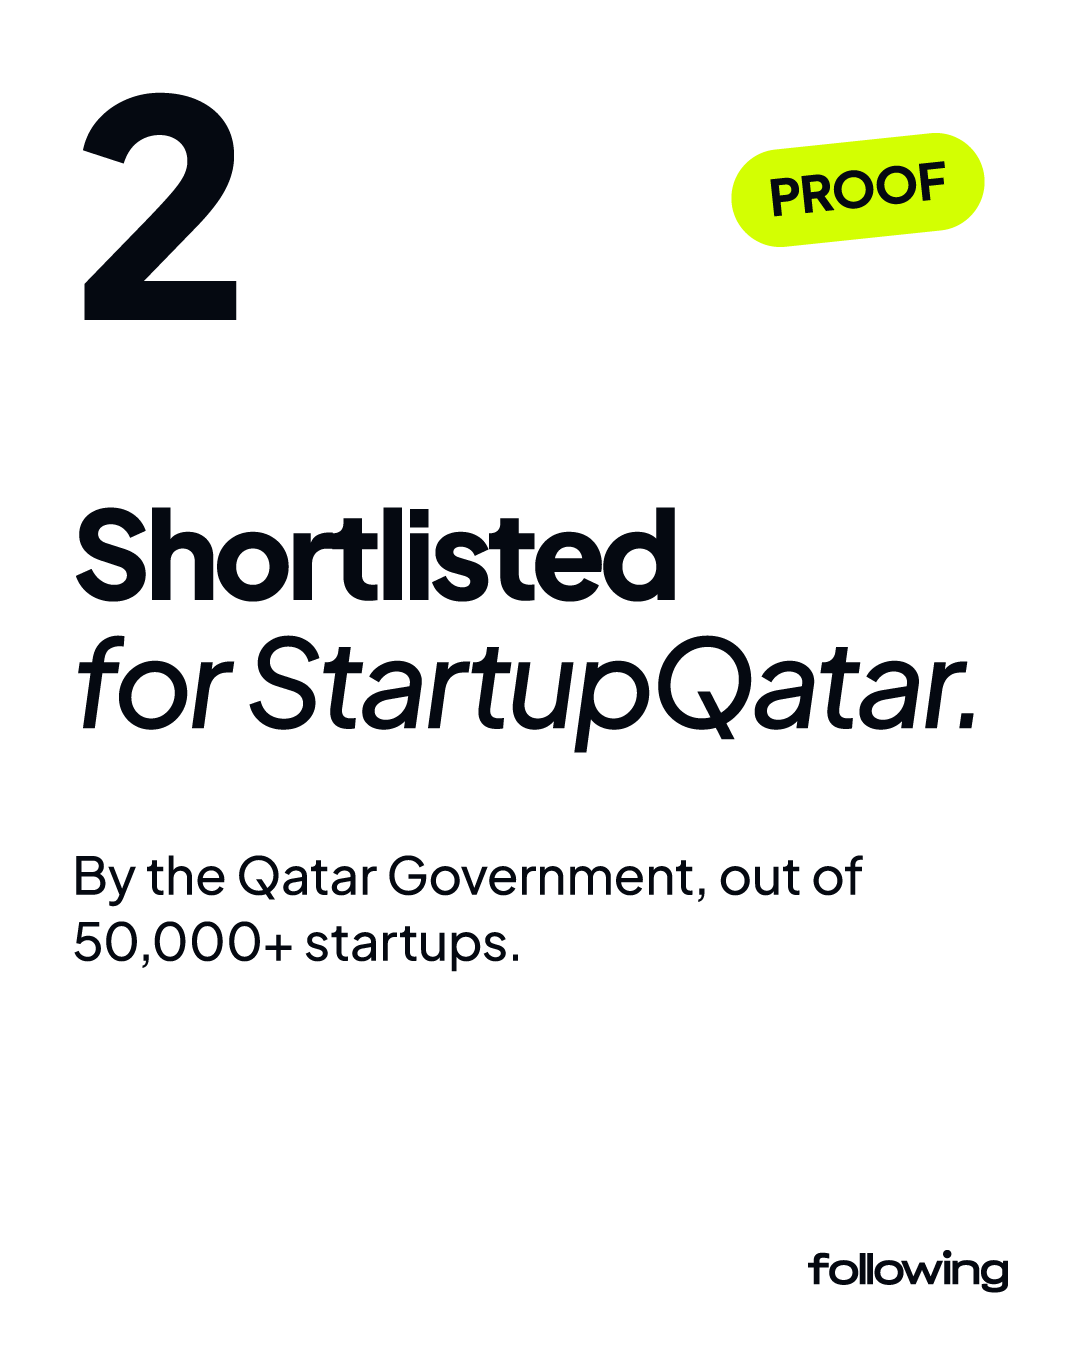 2
PROOF
Shortlisted
for StartupQatar.
By the Qatar Government, out of
50,000+ startups.
following